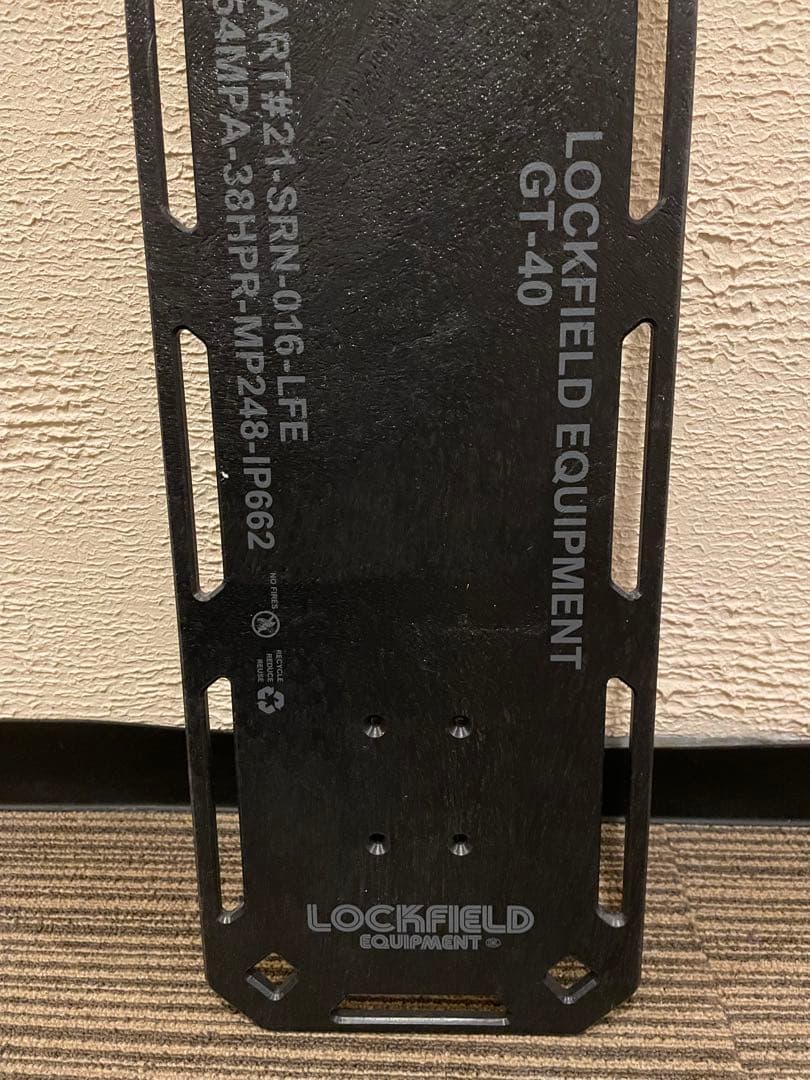 LOCKFIELD EQUIPMENT
GT-40
ART#21-SRN-016-LFE
54MPA-38HPR-MP248-IP662
NO FIRES
RECYCLE
REDUCE
REUSE
LOCKFIELD
EQUIPMENT